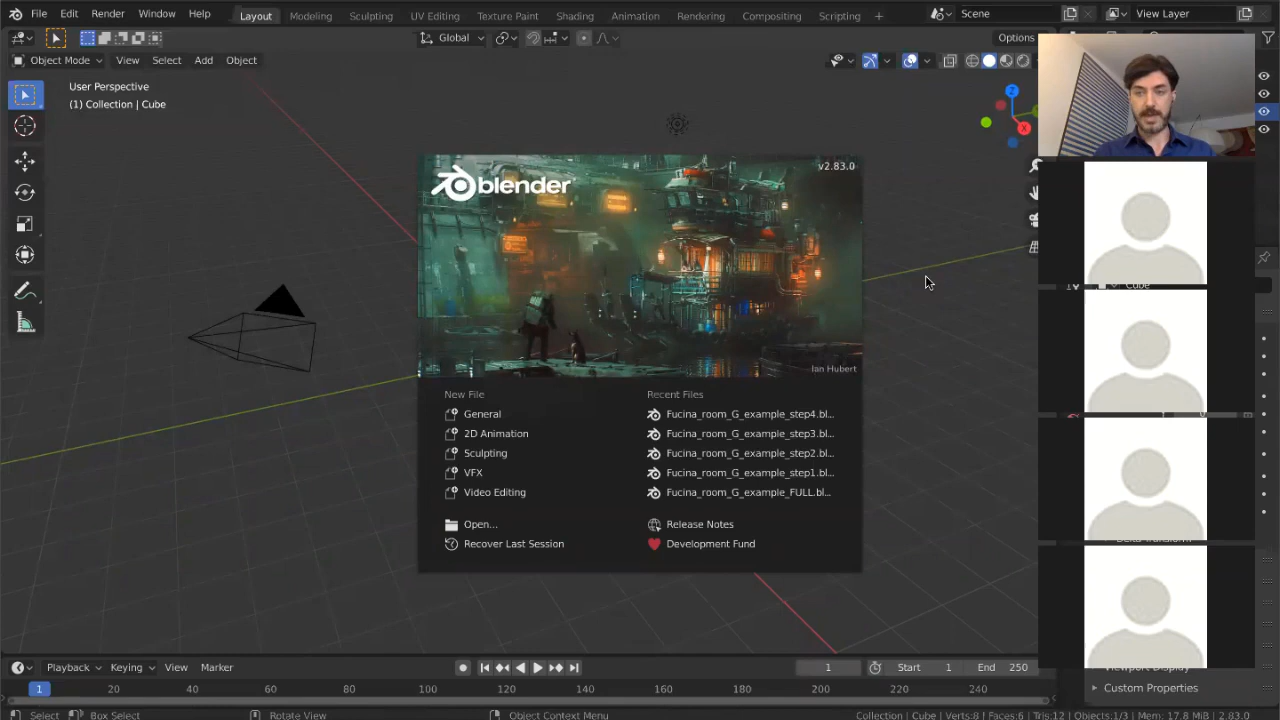 File Edit Render Window Help Layout Modeling Sculpting UV Editing Texture Paint Shading Animation Rendering Compositing Scripting + Scene View Layer
Global Options
Object Mode View Select Add Object
User Perspective
(1) Collection | Cube
Z
X
blender
v2.83.0
Cube
Ian Hubert
New File Recent Files
General Fucina_room_G_example_step4.bl...
2D Animation Fucina_room_G_example_step3.bl...
Sculpting Fucina_room_G_example_step2.bl...
VFX Fucina_room_G_example_step1.bl...
Video Editing Fucina_room_G_example_FULL.bl...
Open... Release Notes
Recover Last Session Development Fund
Playback Keying View Marker 1 Start 1 End 250
Viewport Display
1 20 40 60 80 100 120 140 160 180 200 220 240 Custom Properties
Select Box Select Rotate View Object Context Menu Collection | Cube | Verts:8 | Faces:6 | Tris:12 | Objects:1/3 | Mem: 17.8 MiB | 2.83.0